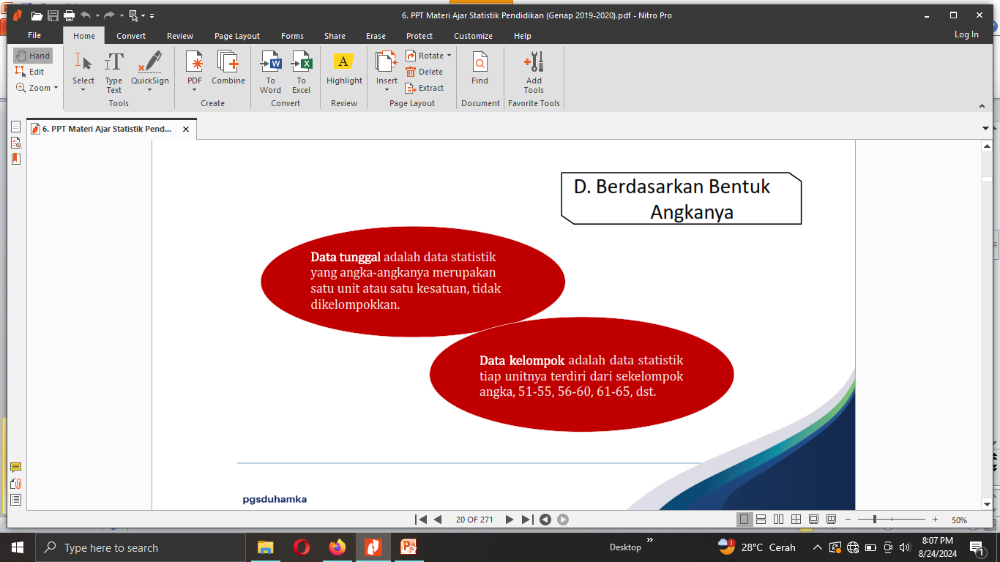 6. PPT Materi Ajar Statistik Pendidikan (Genap 2019-2020).pdf - Nitro Pro
File Home Convert Review Page Layout Forms Share Erase Protect Customize Help Log In
Hand
Edit
Zoom
Select
Type Text
QuickSign
Tools
PDF
Combine
Create
To Word
To Excel
Convert
Highlight
Review
Insert
Rotate
Delete
Extract
Page Layout
Find
Document
Add Tools
Favorite Tools
6. PPT Materi Ajar Statistik Pend...
D. Berdasarkan Bentuk
Angkanya
Data tunggal adalah data statistik
yang angka-angkanya merupakan
satu unit atau satu kesatuan, tidak
dikelompokkan.
Data kelompok adalah data statistik
tiap unitnya terdiri dari sekelompok
angka, 51-55, 56-60, 61-65, dst.
pgsduhamka
20 OF 271
50%
Type here to search
Desktop
28°C Cerah
8:07 PM
8/24/2024